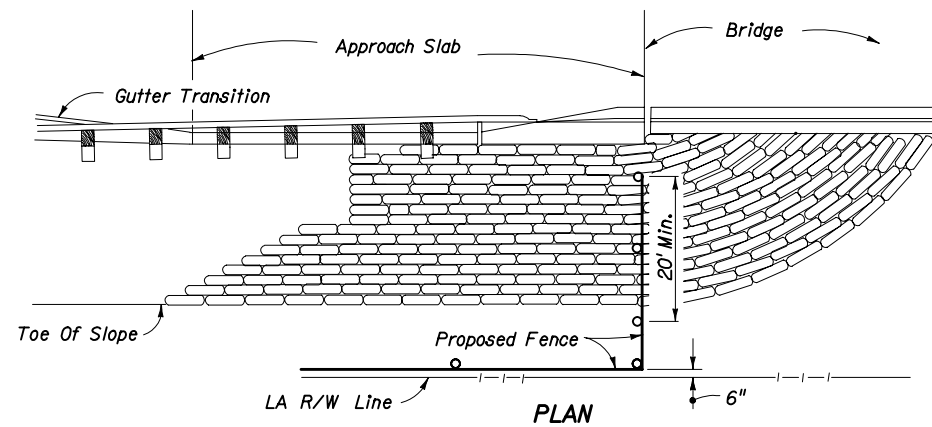 Bridge
Approach Slab
Gutter Transition
20' Min.
Toe Of Slope
Proposed Fence
LA R/W Line
6"
PLAN